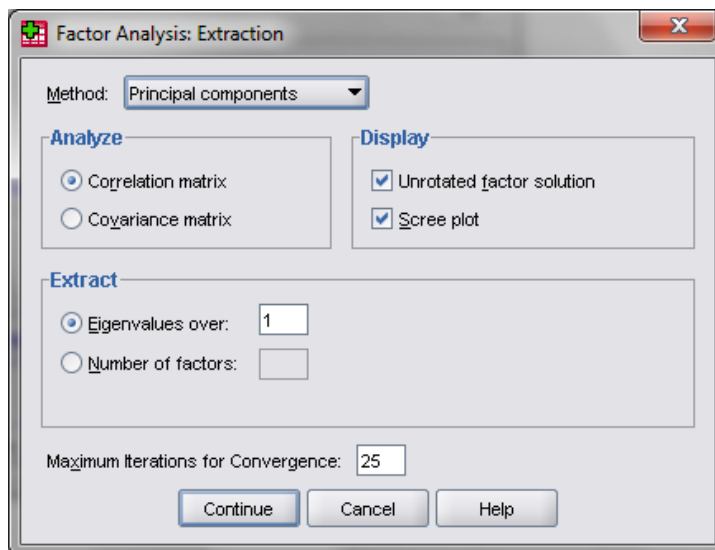 Factor Analysis: Extraction
Method: Principal components
Analyze
Correlation matrix
Covariance matrix
Display
Unrotated factor solution
Scree plot
Extract
Eigenvalues over: 1
Number of factors:
Maximum Iterations for Convergence: 25
Continue Cancel Help